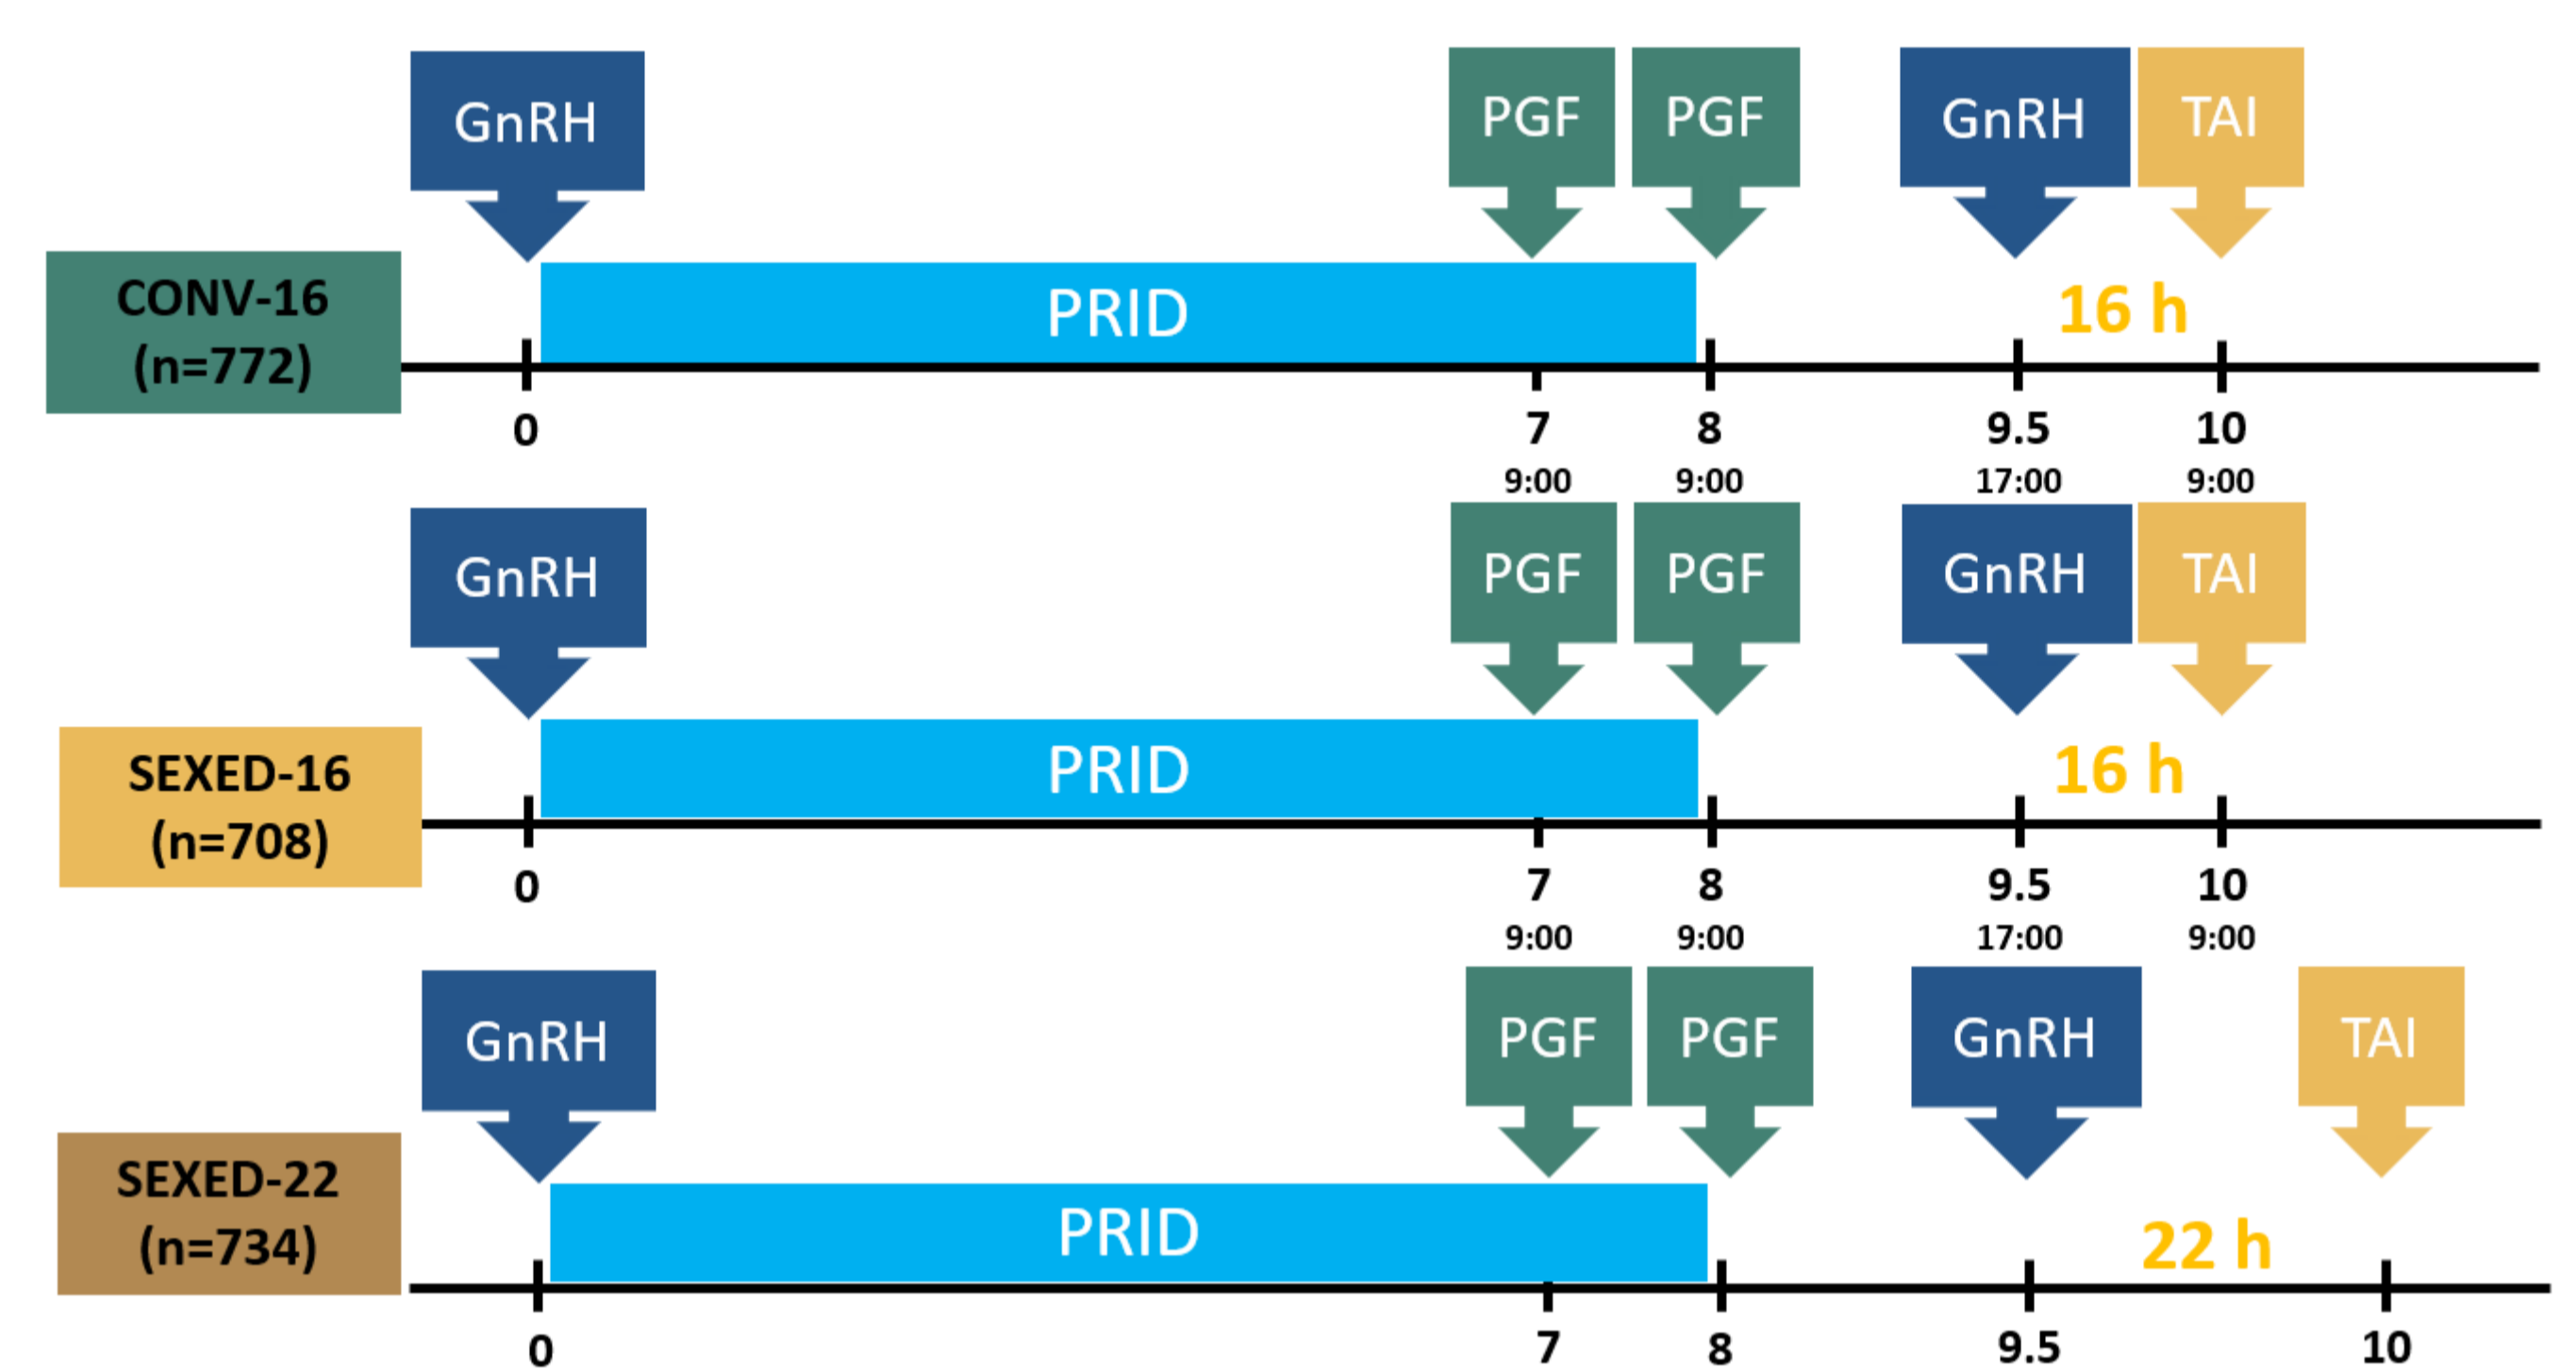 GnRH PGF PGF GnRH TAI
CONV-16
(n=772)
PRID
16 h
0 7 8 9.5 10
9:00 9:00 17:00 9:00
GnRH PGF PGF GnRH TAI
SEXED-16
(n=708)
PRID
16 h
0 7 8 9.5 10
9:00 9:00 17:00 9:00
GnRH PGF PGF GnRH TAI
SEXED-22
(n=734)
PRID
22 h
0 7 8 9.5 10